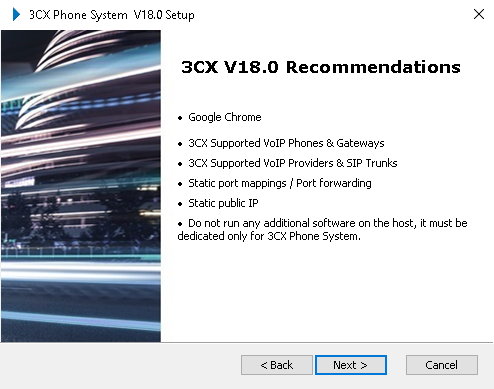 3CX Phone System V18.0 Setup
3CX V18.0 Recommendations
• Google Chrome
• 3CX Supported VoIP Phones & Gateways
• 3CX Supported VoIP Providers & SIP Trunks
• Static port mappings / Port forwarding
• Static public IP
• Do not run any additional software on the host, it must be
dedicated only for 3CX Phone System.
< Back
Next >
Cancel